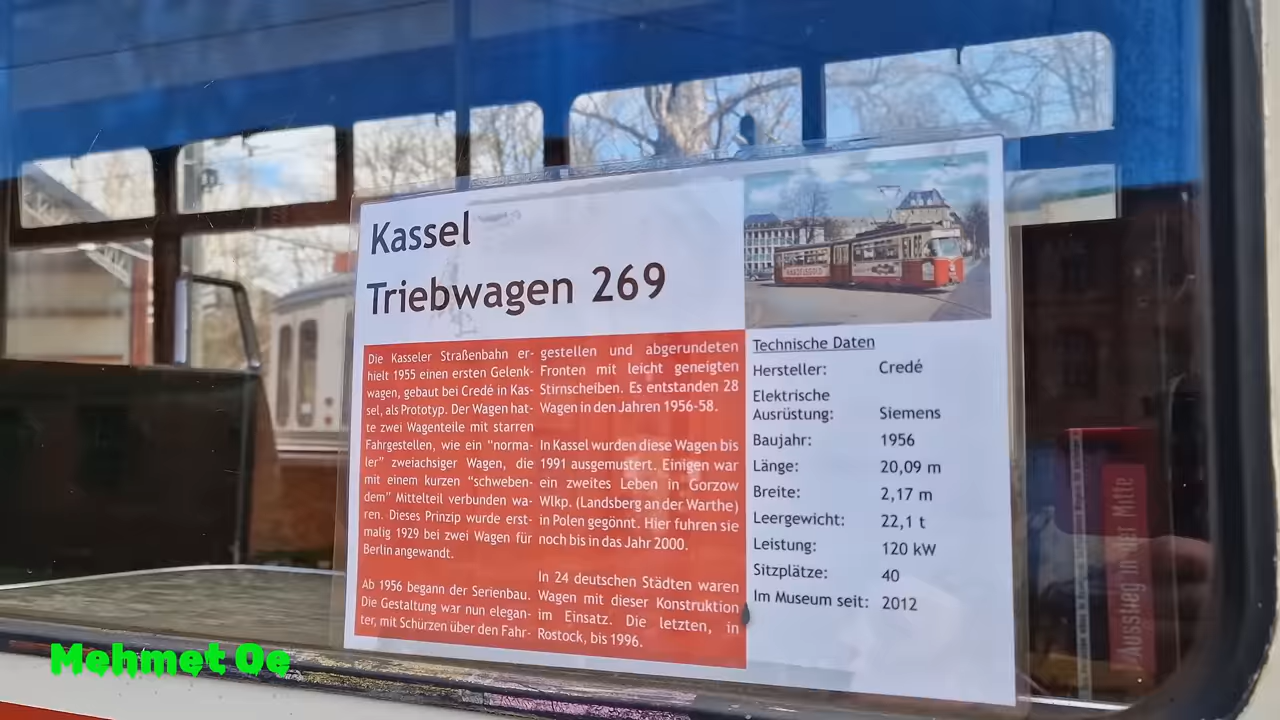 Kassel
Triebwagen 269
Die Kasseler Straßenbahn er-
hielt 1955 einen ersten Gelenk-
wagen, gebaut bei Credé in Kas-
sel, als Prototyp. Der Wagen hat-
te zwei Wagenteile mit starren
Fahrgestellen, wie ein "norma-
ler" zweiachsiger Wagen, die
mit einem kurzen "schweben-
dem" Mittelteil verbunden wa-
ren. Dieses Prinzip wurde erst-
malig 1929 bei zwei Wagen für
Berlin angewandt.
Ab 1956 begann der Serienbau.
Die Gestaltung war nun elegan-
ter, mit Schürzen über den Fahr-
gestellen und abgerundeten
Fronten mit leicht geneigten
Stirnscheiben. Es entstanden 28
Wagen in den Jahren 1956-58.
In Kassel wurden diese Wagen bis
1991 ausgemustert. Einigen war
ein zweites Leben in Gorzow
Wlkp. (Landsberg an der Warthe)
in Polen gegönnt. Hier fuhren sie
noch bis in das Jahr 2000.
In 24 deutschen Städten waren
Wagen mit dieser Konstruktion
im Einsatz. Die letzten, in
Rostock, bis 1996.
Technische Daten
Hersteller: Credé
Elektrische
Ausrüstung: Siemens
Baujahr: 1956
Länge: 20,09 m
Breite: 2,17 m
Leergewicht: 22,1 t
Leistung: 120 kW
Sitzplätze: 40
Im Museum seit: 2012
Ausstieg in der Mitte
Mehmet Oe